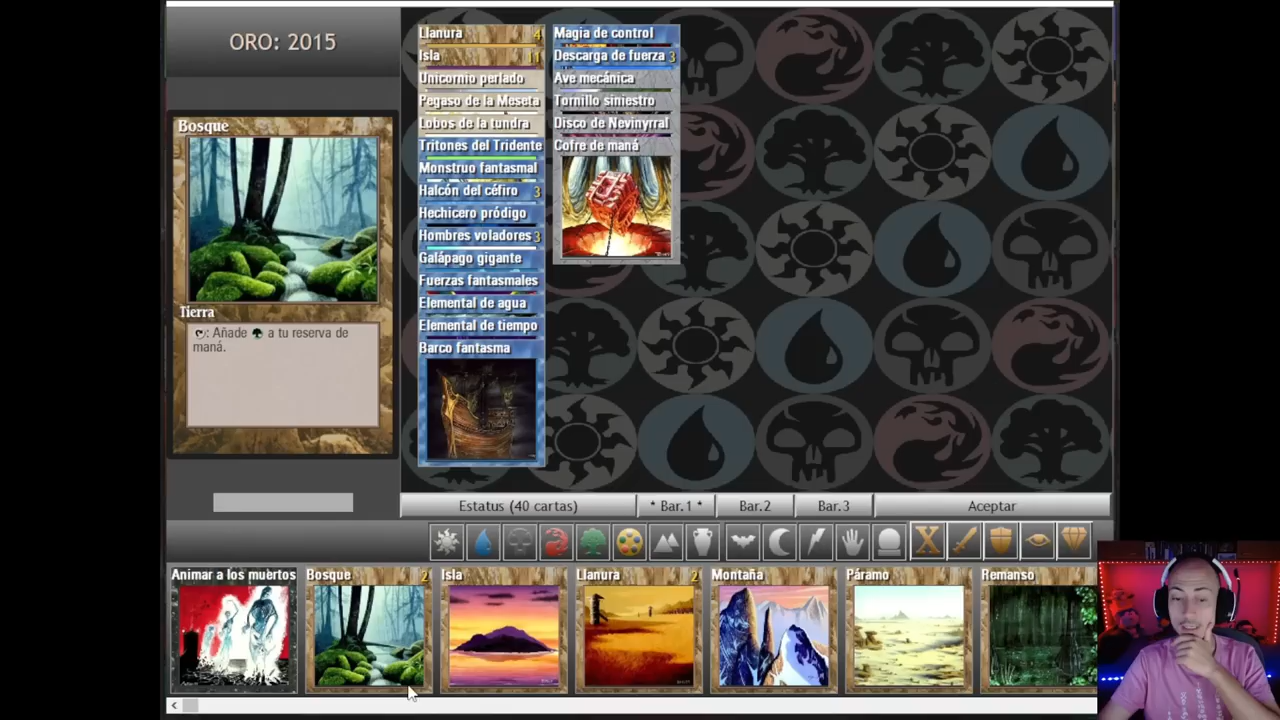 ORO: 2015
Bosque
Tierra
: Añade a tu reserva de
maná.
Llanura 4
Isla 11
Unicornio perlado
Pegaso de la Meseta
Lobos de la tundra
Tritones del Tridente
Monstruo fantasmal
Halcón del céfiro 3
Hechicero pródigo
Hombres voladores 3
Galápago gigante
Fuerzas fantasmales
Elemental de agua
Elemental de tiempo
Barco fantasma
Magia de control
Descarga de fuerza 3
Ave mecánica
Tornillo siniestro
Disco de Nevinyrral
Cofre de maná
Estatus (40 cartas)
* Bar.1 *
Bar.2
Bar.3
Aceptar
X
Animar a los muertos
Bosque 2
Isla
Llanura 2
Montaña
Páramo
Remanso